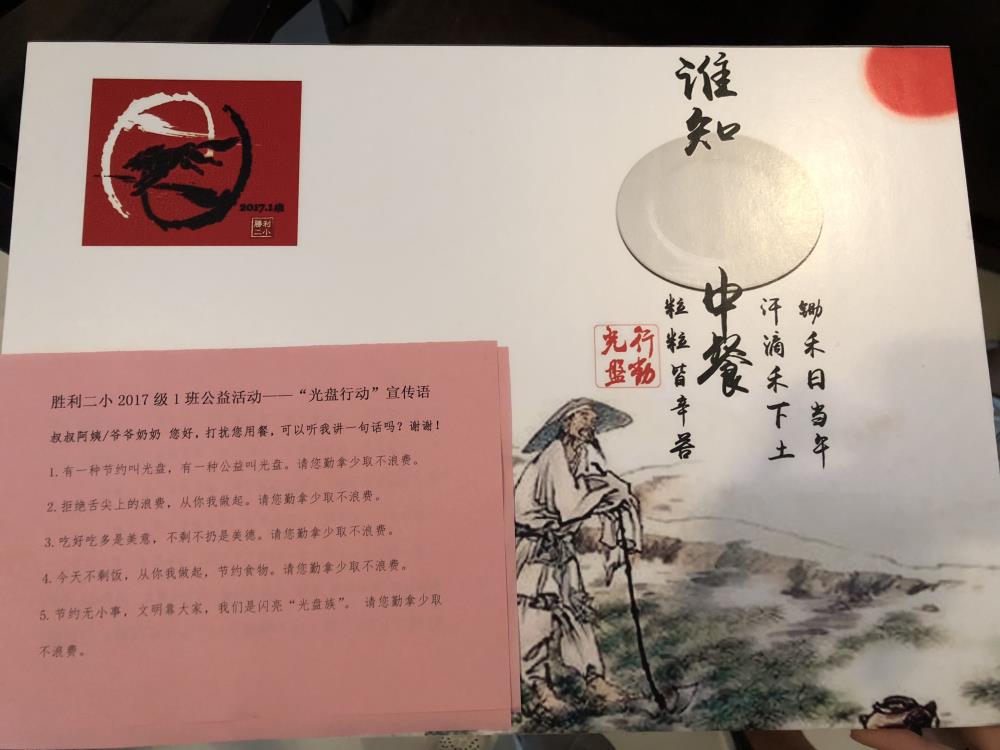 2017.1班
勝利
二小
谁知
中餐
锄禾日当午
汗滴禾下土
粒粒皆辛苦
行動
光盤
胜利二小2017级1班公益活动——“光盘行动”宣传语
叔叔阿姨/爷爷奶奶 您好，打扰您用餐，可以听我讲一句话吗？谢谢！
1.有一种节约叫光盘，有一种公益叫光盘。请您勤拿少取不浪费。
2.拒绝舌尖上的浪费，从你我做起。请您勤拿少取不浪费。
3.吃好吃多是美意，不剩不扔是美德。请您勤拿少取不浪费。
4.今天不剩饭，从你我做起，节约食物。请您勤拿少取不浪费。
5.节约无小事，文明靠大家，我们是闪亮“光盘族”。 请您勤拿少取
不浪费。